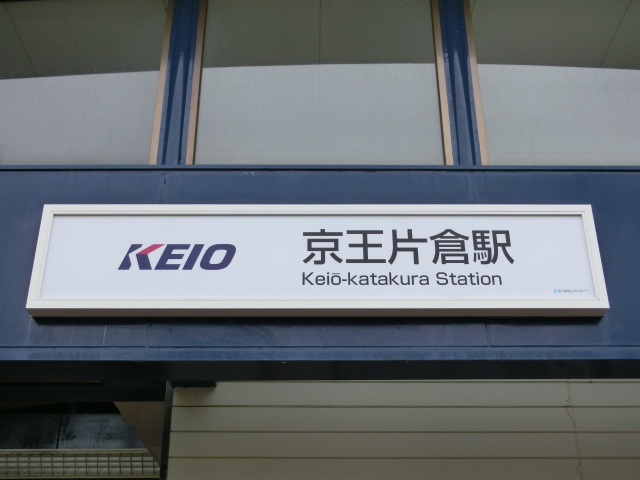 KEIO
京王片倉駅
Keiō-katakura Station